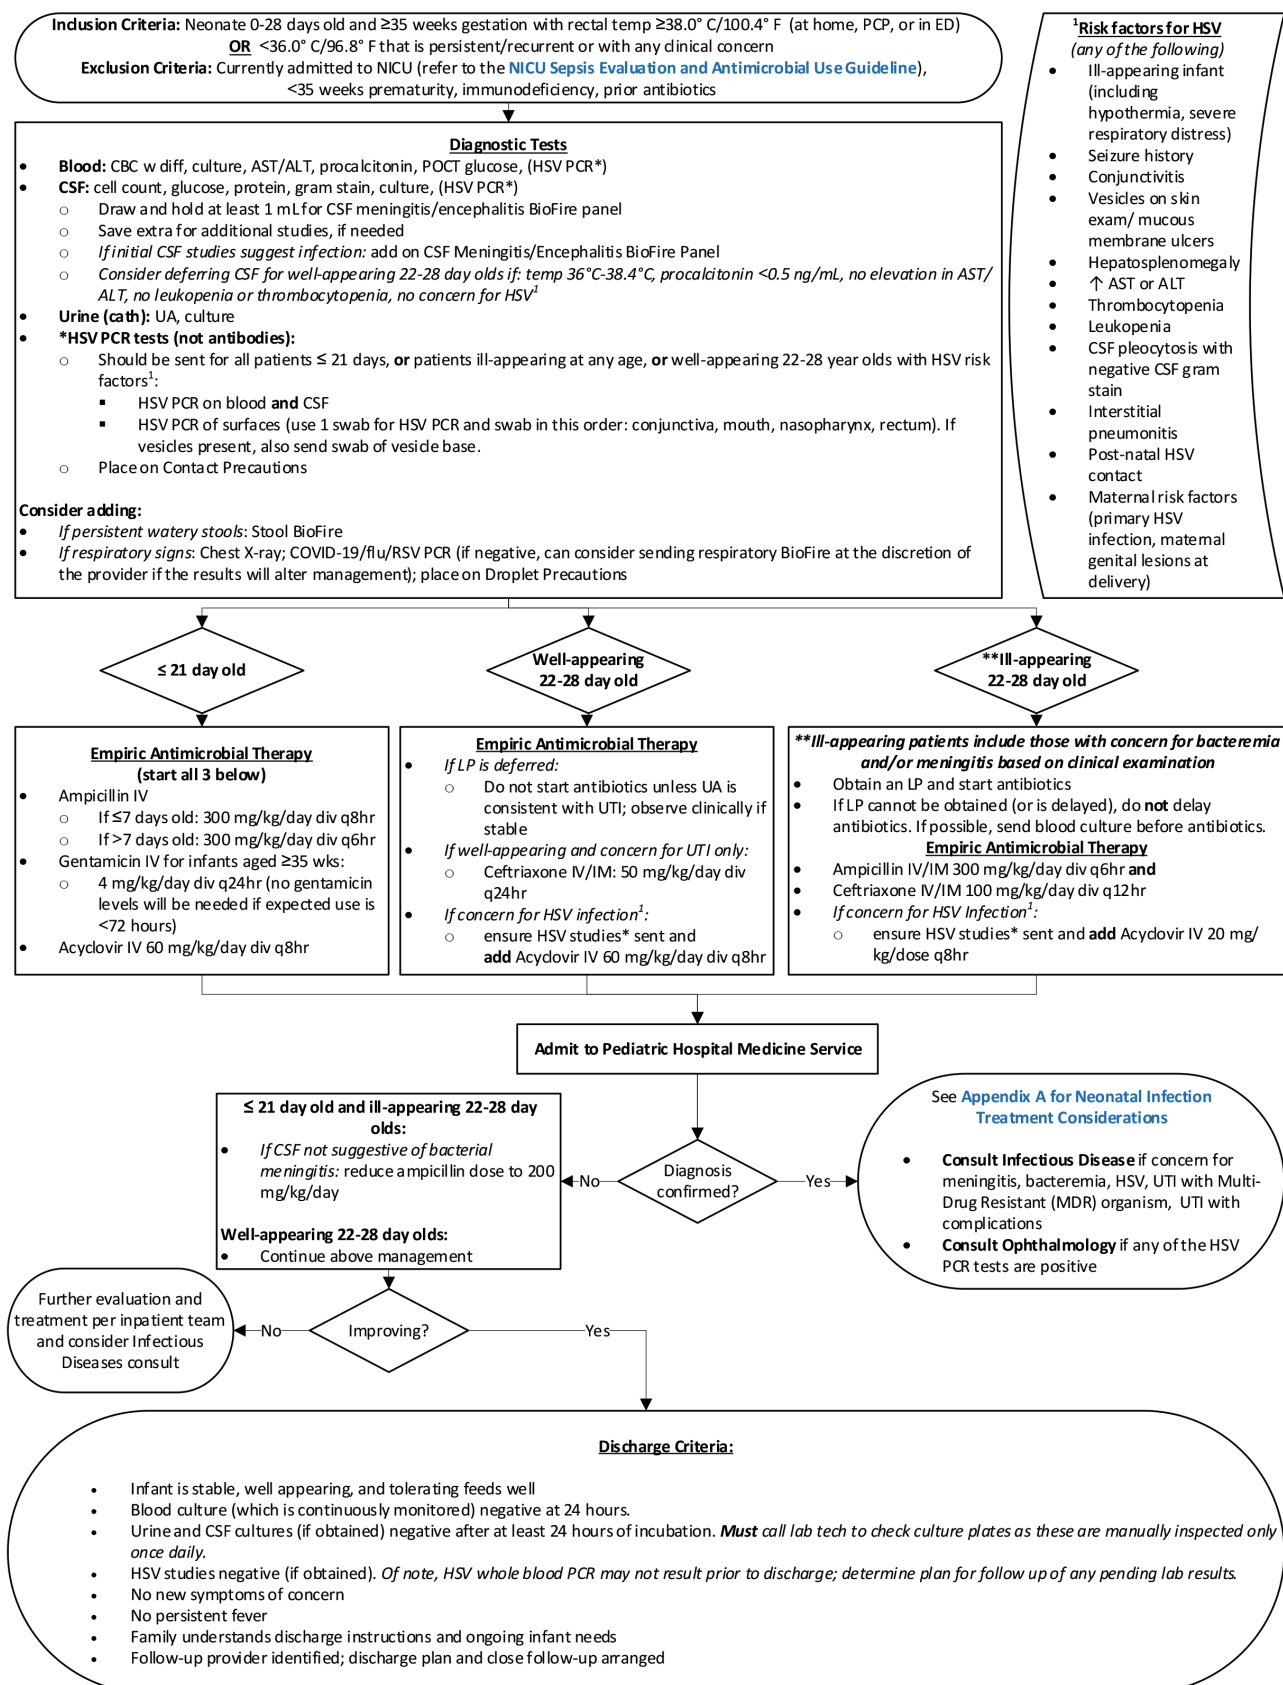 Inclusion Criteria: Neonate 0-28 days old and ≥35 weeks gestation with rectal temp ≥38.0° C/100.4° F (at home, PCP, or in ED)
OR <36.0° C/96.8° F that is persistent/recurrent or with any clinical concern
Exclusion Criteria: Currently admitted to NICU (refer to the NICU Sepsis Evaluation and Antimicrobial Use Guideline),
<35 weeks prematurity, immunodeficiency, prior antibiotics
Diagnostic Tests
• Blood: CBC w diff, culture, AST/ALT, procalcitonin, POCT glucose, (HSV PCR*)
• CSF: cell count, glucose, protein, gram stain, culture, (HSV PCR*)
○ Draw and hold at least 1 mL for CSF meningitis/encephalitis BioFire panel
○ Save extra for additional studies, if needed
○ If initial CSF studies suggest infection: add on CSF Meningitis/Encephalitis BioFire Panel
○ Consider deferring CSF for well-appearing 22-28 day olds if: temp 36°C-38.4°C, procalcitonin <0.5 ng/mL, no elevation in AST/
ALT, no leukopenia or thrombocytopenia, no concern for HSV¹
• Urine (cath): UA, culture
• *HSV PCR tests (not antibodies):
○ Should be sent for all patients ≤ 21 days, or patients ill-appearing at any age, or well-appearing 22-28 year olds with HSV risk
factors¹:
▪ HSV PCR on blood and CSF
▪ HSV PCR of surfaces (use 1 swab for HSV PCR and swab in this order: conjunctiva, mouth, nasopharynx, rectum). If
vesicles present, also send swab of vesicle base.
○ Place on Contact Precautions
Consider adding:
• If persistent watery stools: Stool BioFire
• If respiratory signs: Chest X-ray; COVID-19/flu/RSV PCR (if negative, can consider sending respiratory BioFire at the discretion of
the provider if the results will alter management); place on Droplet Precautions
¹Risk factors for HSV
(any of the following)
• Ill-appearing infant
(including
hypothermia, severe
respiratory distress)
• Seizure history
• Conjunctivitis
• Vesicles on skin
exam/ mucous
membrane ulcers
• Hepatosplenomegaly
• ↑ AST or ALT
• Thrombocytopenia
• Leukopenia
• CSF pleocytosis with
negative CSF gram
stain
• Interstitial
pneumonitis
• Post-natal HSV
contact
• Maternal risk factors
(primary HSV
infection, maternal
genital lesions at
delivery)
≤ 21 day old
Well-appearing
22-28 day old
**Ill-appearing
22-28 day old
Empiric Antimicrobial Therapy
(start all 3 below)
• Ampicillin IV
○ If ≤7 days old: 300 mg/kg/day div q8hr
○ If >7 days old: 300 mg/kg/day div q6hr
• Gentamicin IV for infants aged ≥35 wks:
○ 4 mg/kg/day div q24hr (no gentamicin
levels will be needed if expected use is
<72 hours)
• Acyclovir IV 60 mg/kg/day div q8hr
Empiric Antimicrobial Therapy
• If LP is deferred:
○ Do not start antibiotics unless UA is
consistent with UTI; observe clinically if
stable
• If well-appearing and concern for UTI only:
○ Ceftriaxone IV/IM: 50 mg/kg/day div
q24hr
• If concern for HSV infection¹:
○ ensure HSV studies* sent and
add Acyclovir IV 60 mg/kg/day div q8hr
**Ill-appearing patients include those with concern for bacteremia
and/or meningitis based on clinical examination
• Obtain an LP and start antibiotics
• If LP cannot be obtained (or is delayed), do not delay
antibiotics. If possible, send blood culture before antibiotics.
Empiric Antimicrobial Therapy
• Ampicillin IV/IM 300 mg/kg/day div q6hr and
• Ceftriaxone IV/IM 100 mg/kg/day div q12hr
• If concern for HSV Infection¹:
○ ensure HSV studies* sent and add Acyclovir IV 20 mg/
kg/dose q8hr
Admit to Pediatric Hospital Medicine Service
≤ 21 day old and ill-appearing 22-28 day
olds:
• If CSF not suggestive of bacterial
meningitis: reduce ampicillin dose to 200
mg/kg/day
Well-appearing 22-28 day olds:
• Continue above management
No
Diagnosis
confirmed?
Yes
See Appendix A for Neonatal Infection
Treatment Considerations
• Consult Infectious Disease if concern for
meningitis, bacteremia, HSV, UTI with Multi-
Drug Resistant (MDR) organism, UTI with
complications
• Consult Ophthalmology if any of the HSV
PCR tests are positive
Further evaluation and
treatment per inpatient team
and consider Infectious
Diseases consult
No
Improving?
Yes
Discharge Criteria:
• Infant is stable, well appearing, and tolerating feeds well
• Blood culture (which is continuously monitored) negative at 24 hours.
• Urine and CSF cultures (if obtained) negative after at least 24 hours of incubation. Must call lab tech to check culture plates as these are manually inspected only
once daily.
• HSV studies negative (if obtained). Of note, HSV whole blood PCR may not result prior to discharge; determine plan for follow up of any pending lab results.
• No new symptoms of concern
• No persistent fever
• Family understands discharge instructions and ongoing infant needs
• Follow-up provider identified; discharge plan and close follow-up arranged